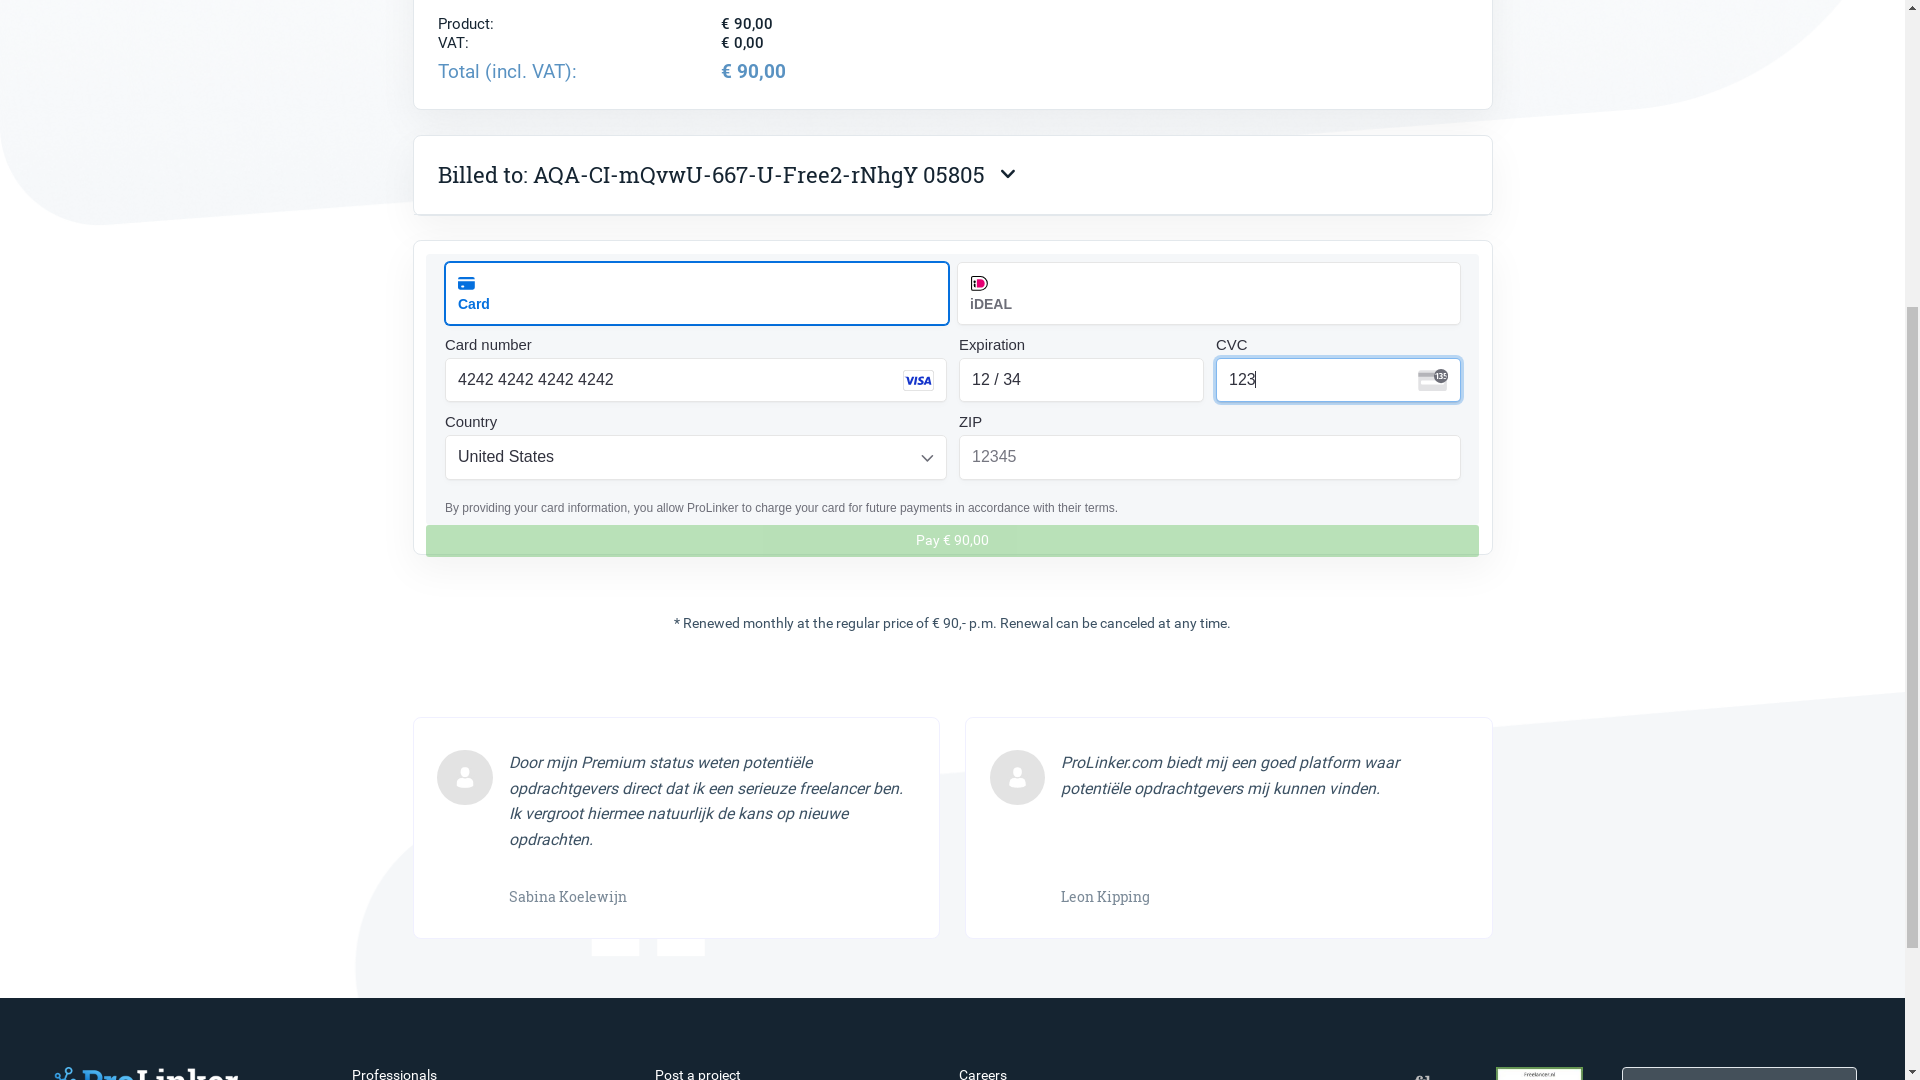 Product: € 90,00
VAT: € 0,00
Total (incl. VAT): € 90,00
Billed to: AQA-CI-mQvwU-667-U-Free2-rNhgY 05805
Card
iDEAL
Card number
Expiration
CVC
4242 4242 4242 4242
VISA
12 / 34
123
135
Country
ZIP
United States
12345
By providing your card information, you allow ProLinker to charge your card for future payments in accordance with their terms.
Pay € 90,00
* Renewed monthly at the regular price of € 90,- p.m. Renewal can be canceled at any time.
Door mijn Premium status weten potentiële
opdrachtgevers direct dat ik een serieuze freelancer ben.
Ik vergroot hiermee natuurlijk de kans op nieuwe
opdrachten.
Sabina Koelewijn
ProLinker.com biedt mij een goed platform waar
potentiële opdrachtgevers mij kunnen vinden.
Leon Kipping
ProLinker
Professionals
Post a project
Careers
Freelancer.nl